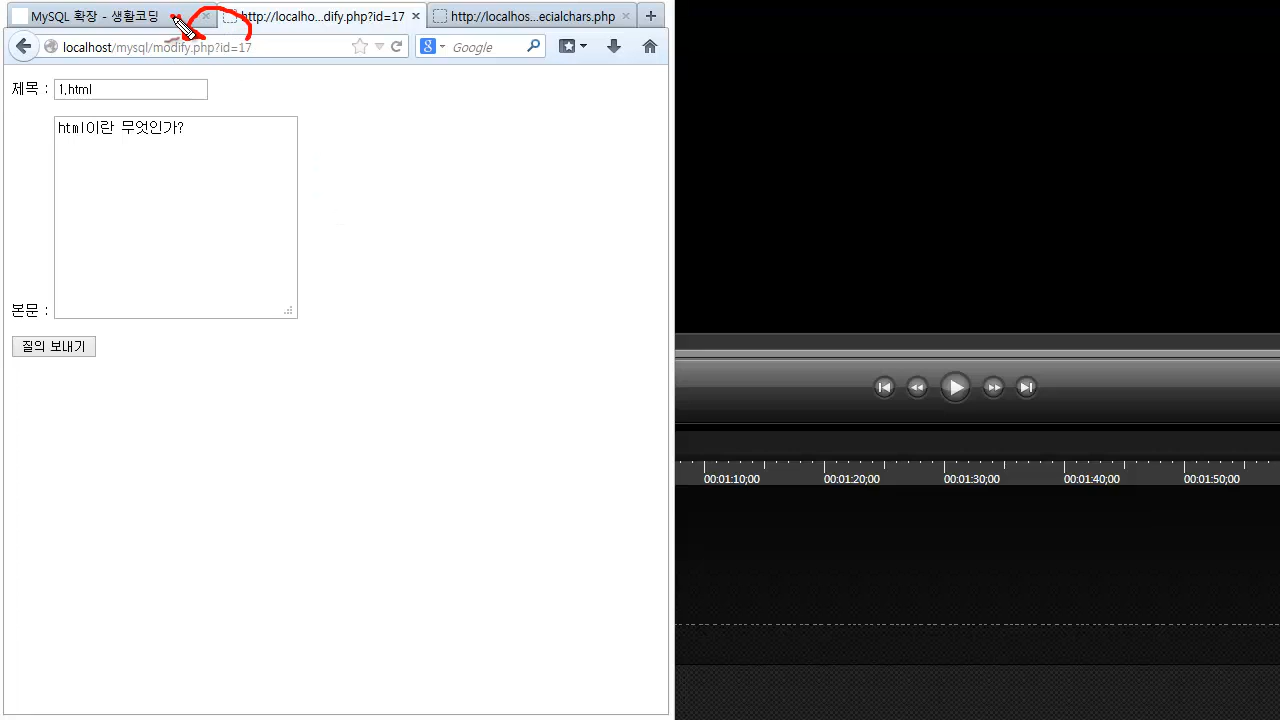 MySQL 확장 - 생활코딩
http://localho...dify.php?id=17
http://localhos...ecialchars.php
localhost/mysql/modify.php?id=17
Google
제목 : 1.html
html이란 무엇인가?
본문 :
질의 보내기
00:01:10;00 00:01:20;00 00:01:30;00 00:01:40;00 00:01:50;00